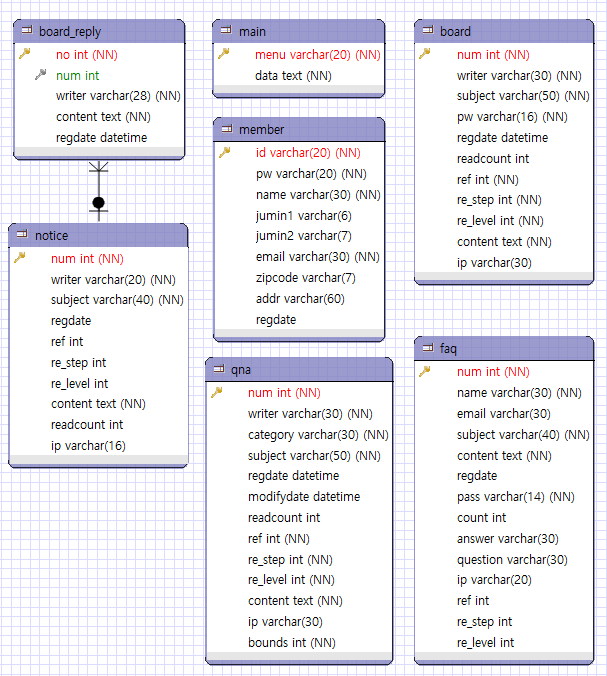 board_reply
no int (NN)
num int
writer varchar(28) (NN)
content text (NN)
regdate datetime
main
menu varchar(20) (NN)
data text (NN)
board
num int (NN)
writer varchar(30) (NN)
subject varchar(50) (NN)
pw varchar(16) (NN)
regdate datetime
readcount int
ref int (NN)
re_step int (NN)
re_level int (NN)
content text (NN)
ip varchar(30)
member
id varchar(20) (NN)
pw varchar(20) (NN)
name varchar(30) (NN)
jumin1 varchar(6)
jumin2 varchar(7)
email varchar(30) (NN)
zipcode varchar(7)
addr varchar(60)
regdate
notice
num int (NN)
writer varchar(20) (NN)
subject varchar(40) (NN)
regdate
ref int
re_step int
re_level int
content text (NN)
readcount int
ip varchar(16)
qna
num int (NN)
writer varchar(30) (NN)
category varchar(30) (NN)
subject varchar(50) (NN)
regdate datetime
modifydate datetime
readcount int
ref int (NN)
re_step int (NN)
re_level int (NN)
content text (NN)
ip varchar(30)
bounds int (NN)
faq
num int (NN)
name varchar(30) (NN)
email varchar(30)
subject varchar(40) (NN)
content text (NN)
regdate
pass varchar(14) (NN)
count int
answer varchar(30)
question varchar(30)
ip varchar(20)
ref int
re_step int
re_level int